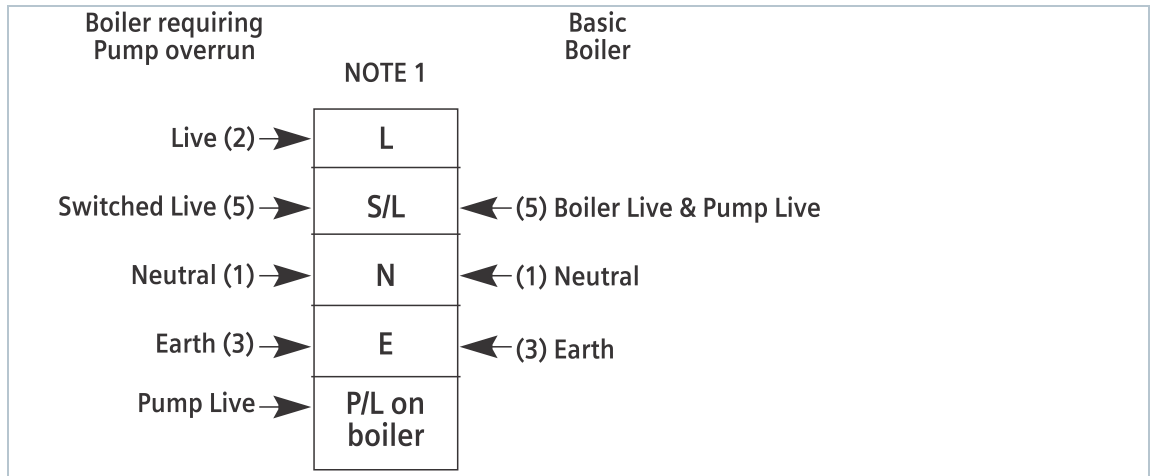 Boiler requiring
Pump overrun
Basic
Boiler
NOTE 1
Live (2)
L
Switched Live (5)
S/L
(5) Boiler Live & Pump Live
Neutral (1)
N
(1) Neutral
Earth (3)
E
(3) Earth
Pump Live
P/L on
boiler